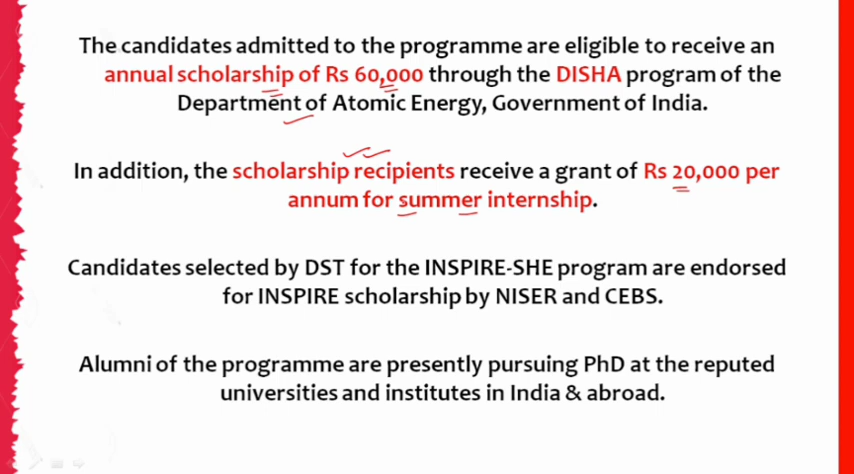 The candidates admitted to the programme are eligible to receive an
annual scholarship of Rs 60,000 through the DISHA program of the
Department of Atomic Energy, Government of India.
In addition, the scholarship recipients receive a grant of Rs 20,000 per
annum for summer internship.
Candidates selected by DST for the INSPIRE-SHE program are endorsed
for INSPIRE scholarship by NISER and CEBS.
Alumni of the programme are presently pursuing PhD at the reputed
universities and institutes in India & abroad.